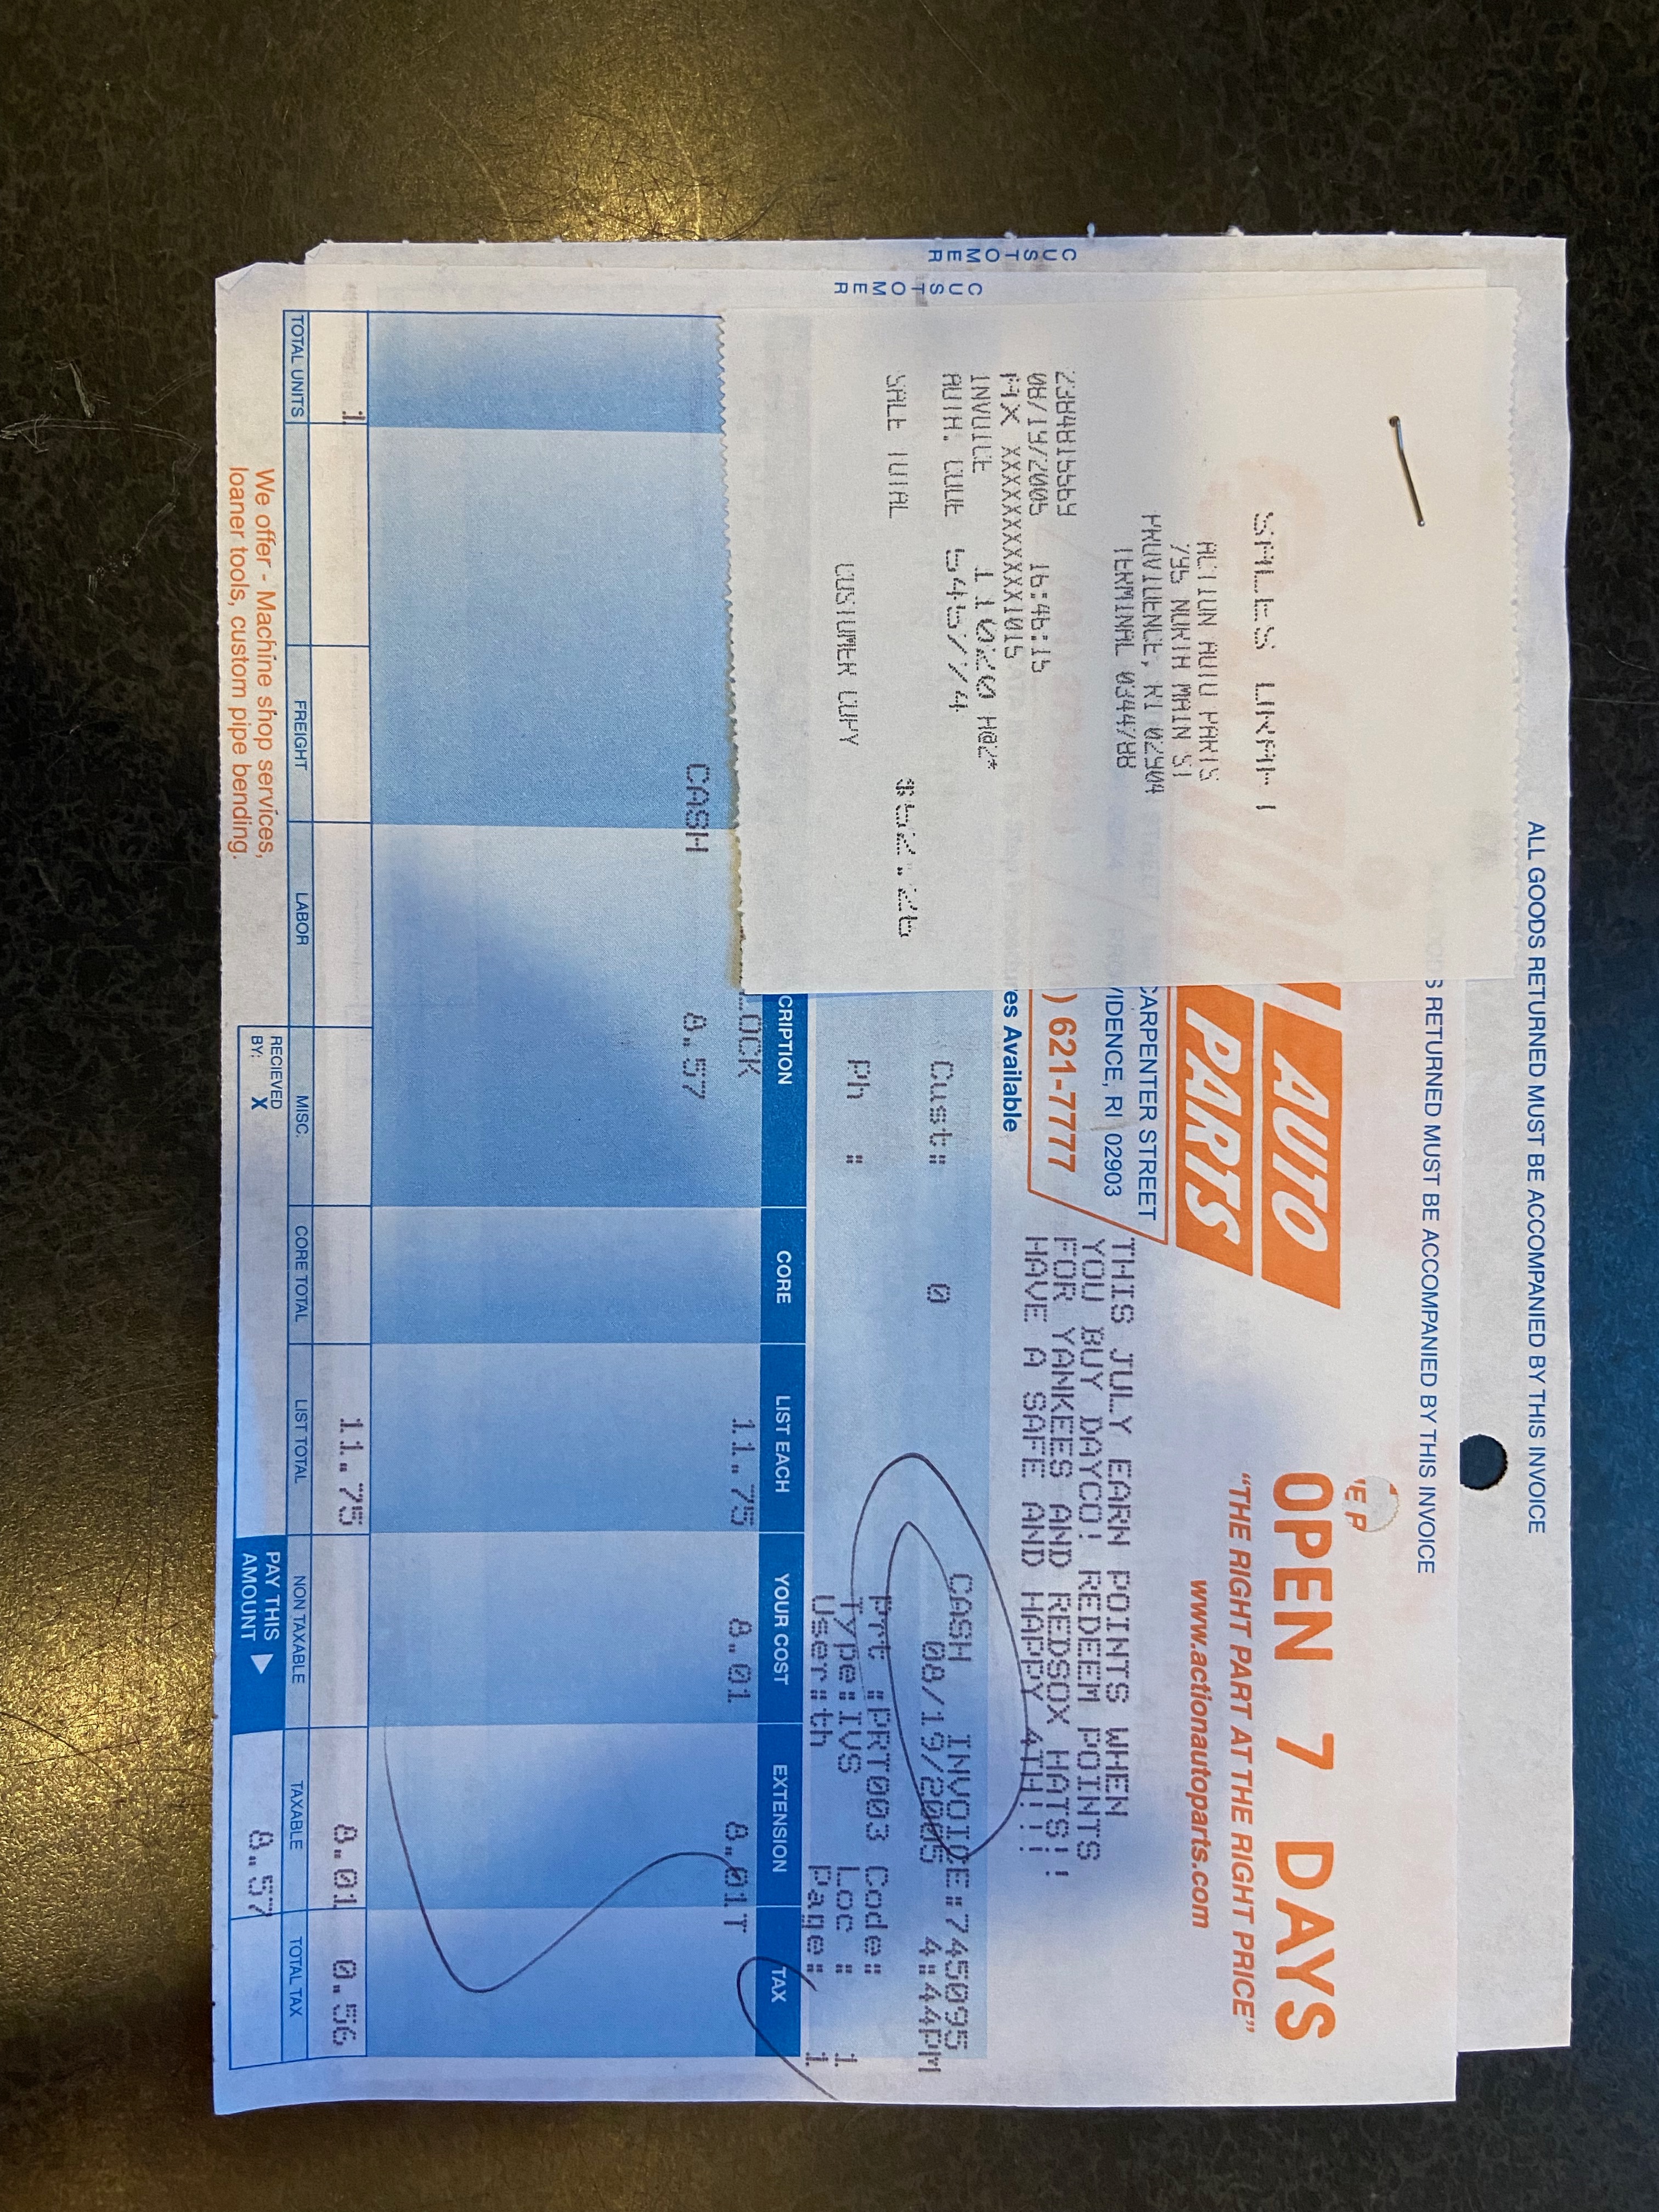 ALL GOODS RETURNED MUST BE ACCOMPANIED BY THIS INVOICE
RETURNED MUST BE ACCOMPANIED BY THIS INVOICE
CUSTOMER
CUSTOMER
SALES DRAFT
ACTION AUTO PARTS
795 NORTH MAIN ST
PROVIDENCE, RI 02904
TERMINAL
08/19/2005 16:46:15
AX XXXXXXXXXXX1015
INVOICE
AUTH. CODE
SALE TOTAL
CUSTOMER COPY
AUTO
PARTS
CARPENTER STREET
IDENCE, RI 02903
) 621-7777
es Available
OPEN 7 DAYS
"THE RIGHT PART AT THE RIGHT PRICE"
www.actionautoparts.com
THIS JULY EARN POINTS WHEN
YOU BUY DAYCO! REDEEM POINTS
FOR YANKEES AND REDSOX HATS!!
HAVE A SAFE AND HAPPY 4TH!!!
CASH INVOICE:745095
Cust: 0 08/19/2005 4:44PM
Prt :PRT003 Code:
Ph : Type:IVS Loc : 1
User:th Page: 1
CRIPTION CORE LIST EACH YOUR COST EXTENSION TAX
LOCK 11.75 8.01 8.01T
CASH 8.57
1 11.75 8.01 0.56
TOTAL UNITS FREIGHT LABOR MISC. CORE TOTAL LIST TOTAL NON TAXABLE TAXABLE TOTAL TAX
We offer - Machine shop services,
loaner tools, custom pipe bending.
RECIEVED
BY: X
PAY THIS
AMOUNT
8.57